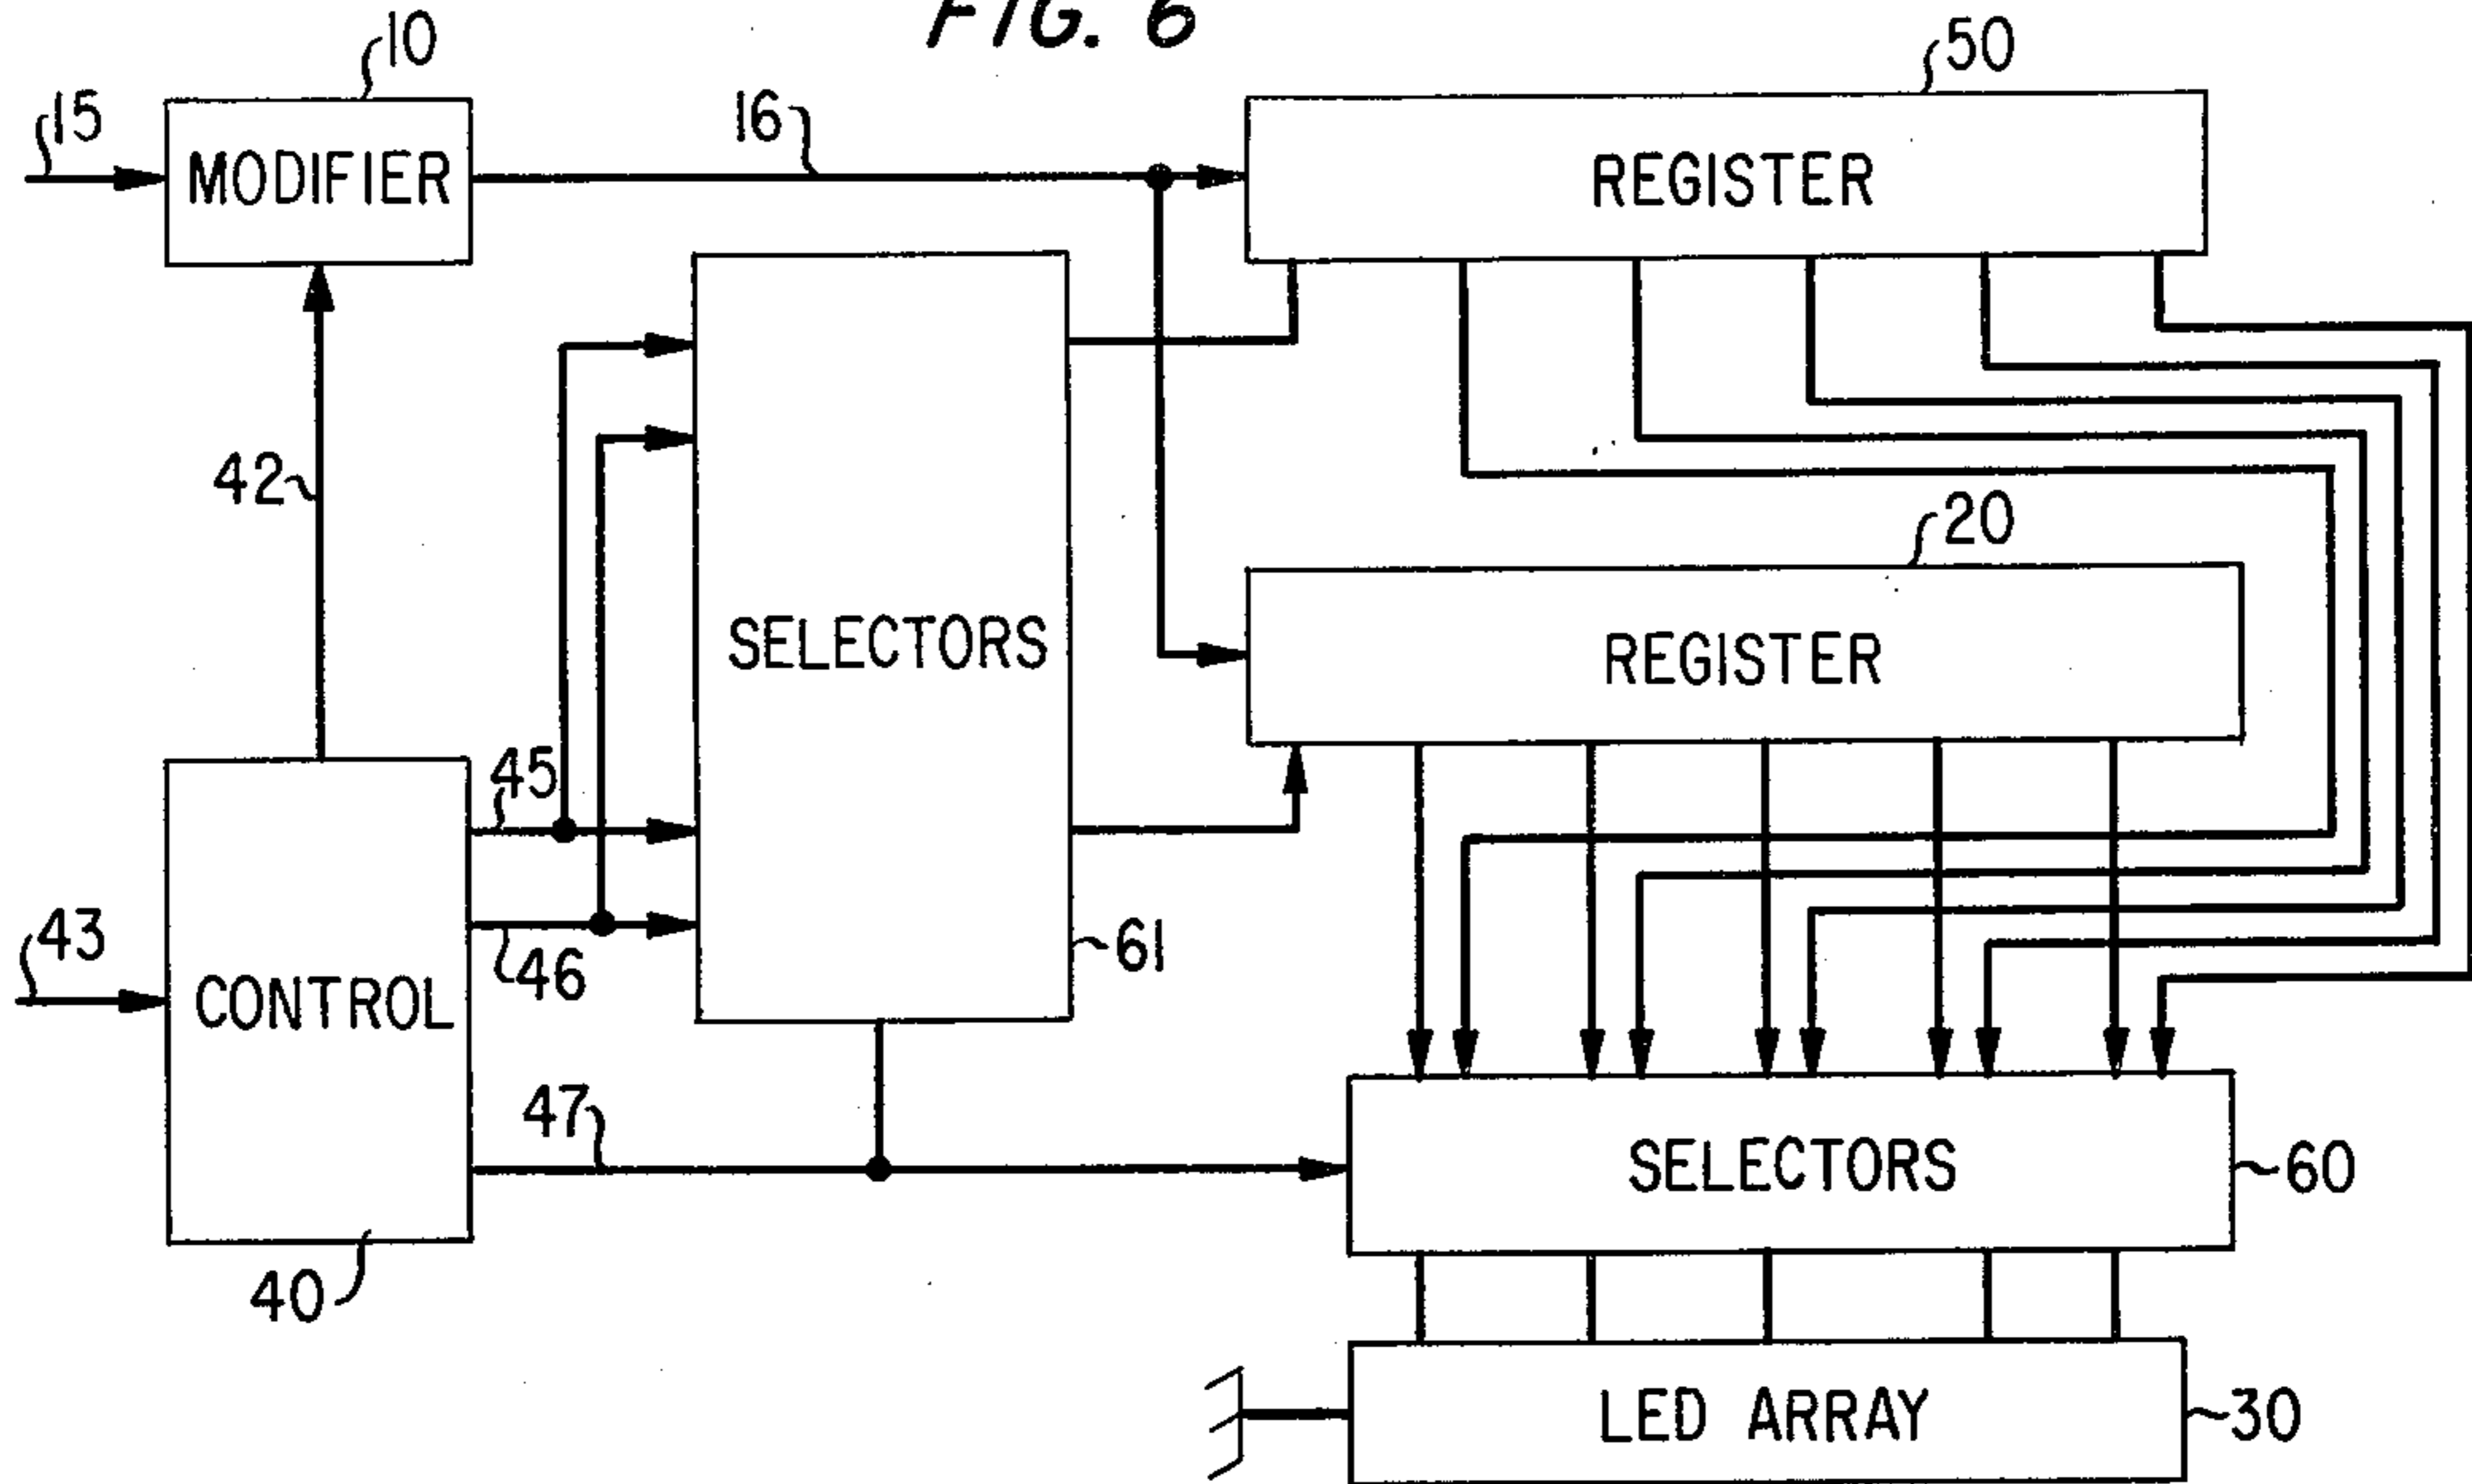 FIG. 6
10
50
15
16
MODIFIER
REGISTER
42
20
SELECTORS
REGISTER
45
43
46
61
CONTROL
47
SELECTORS
60
40
LED ARRAY
30